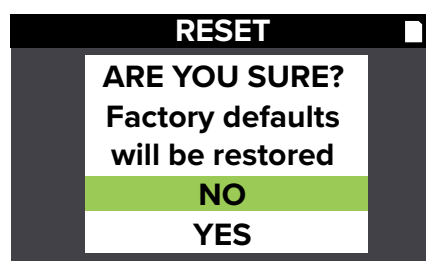 RESET
ARE YOU SURE?
Factory defaults
will be restored
NO
YES